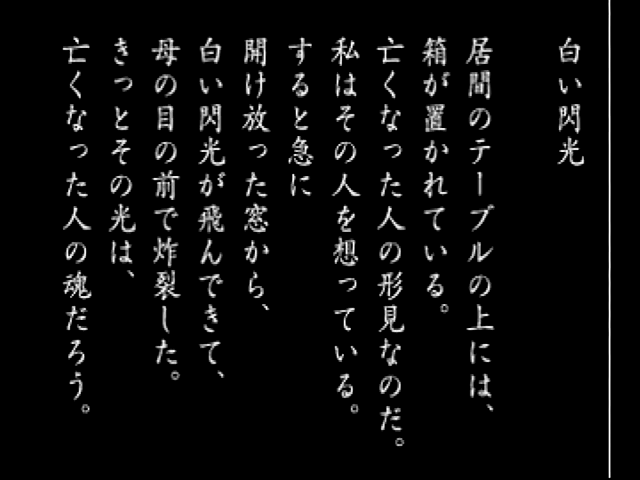 白い閃光
居間のテーブルの上には、
箱が置かれている。
亡くなった人の形見なのだ。
私はその人を想っている。
すると急に
開け放った窓から、
白い閃光が飛んできて、
母の目の前で炸裂した。
きっとその光は、
亡くなった人の魂だろう。